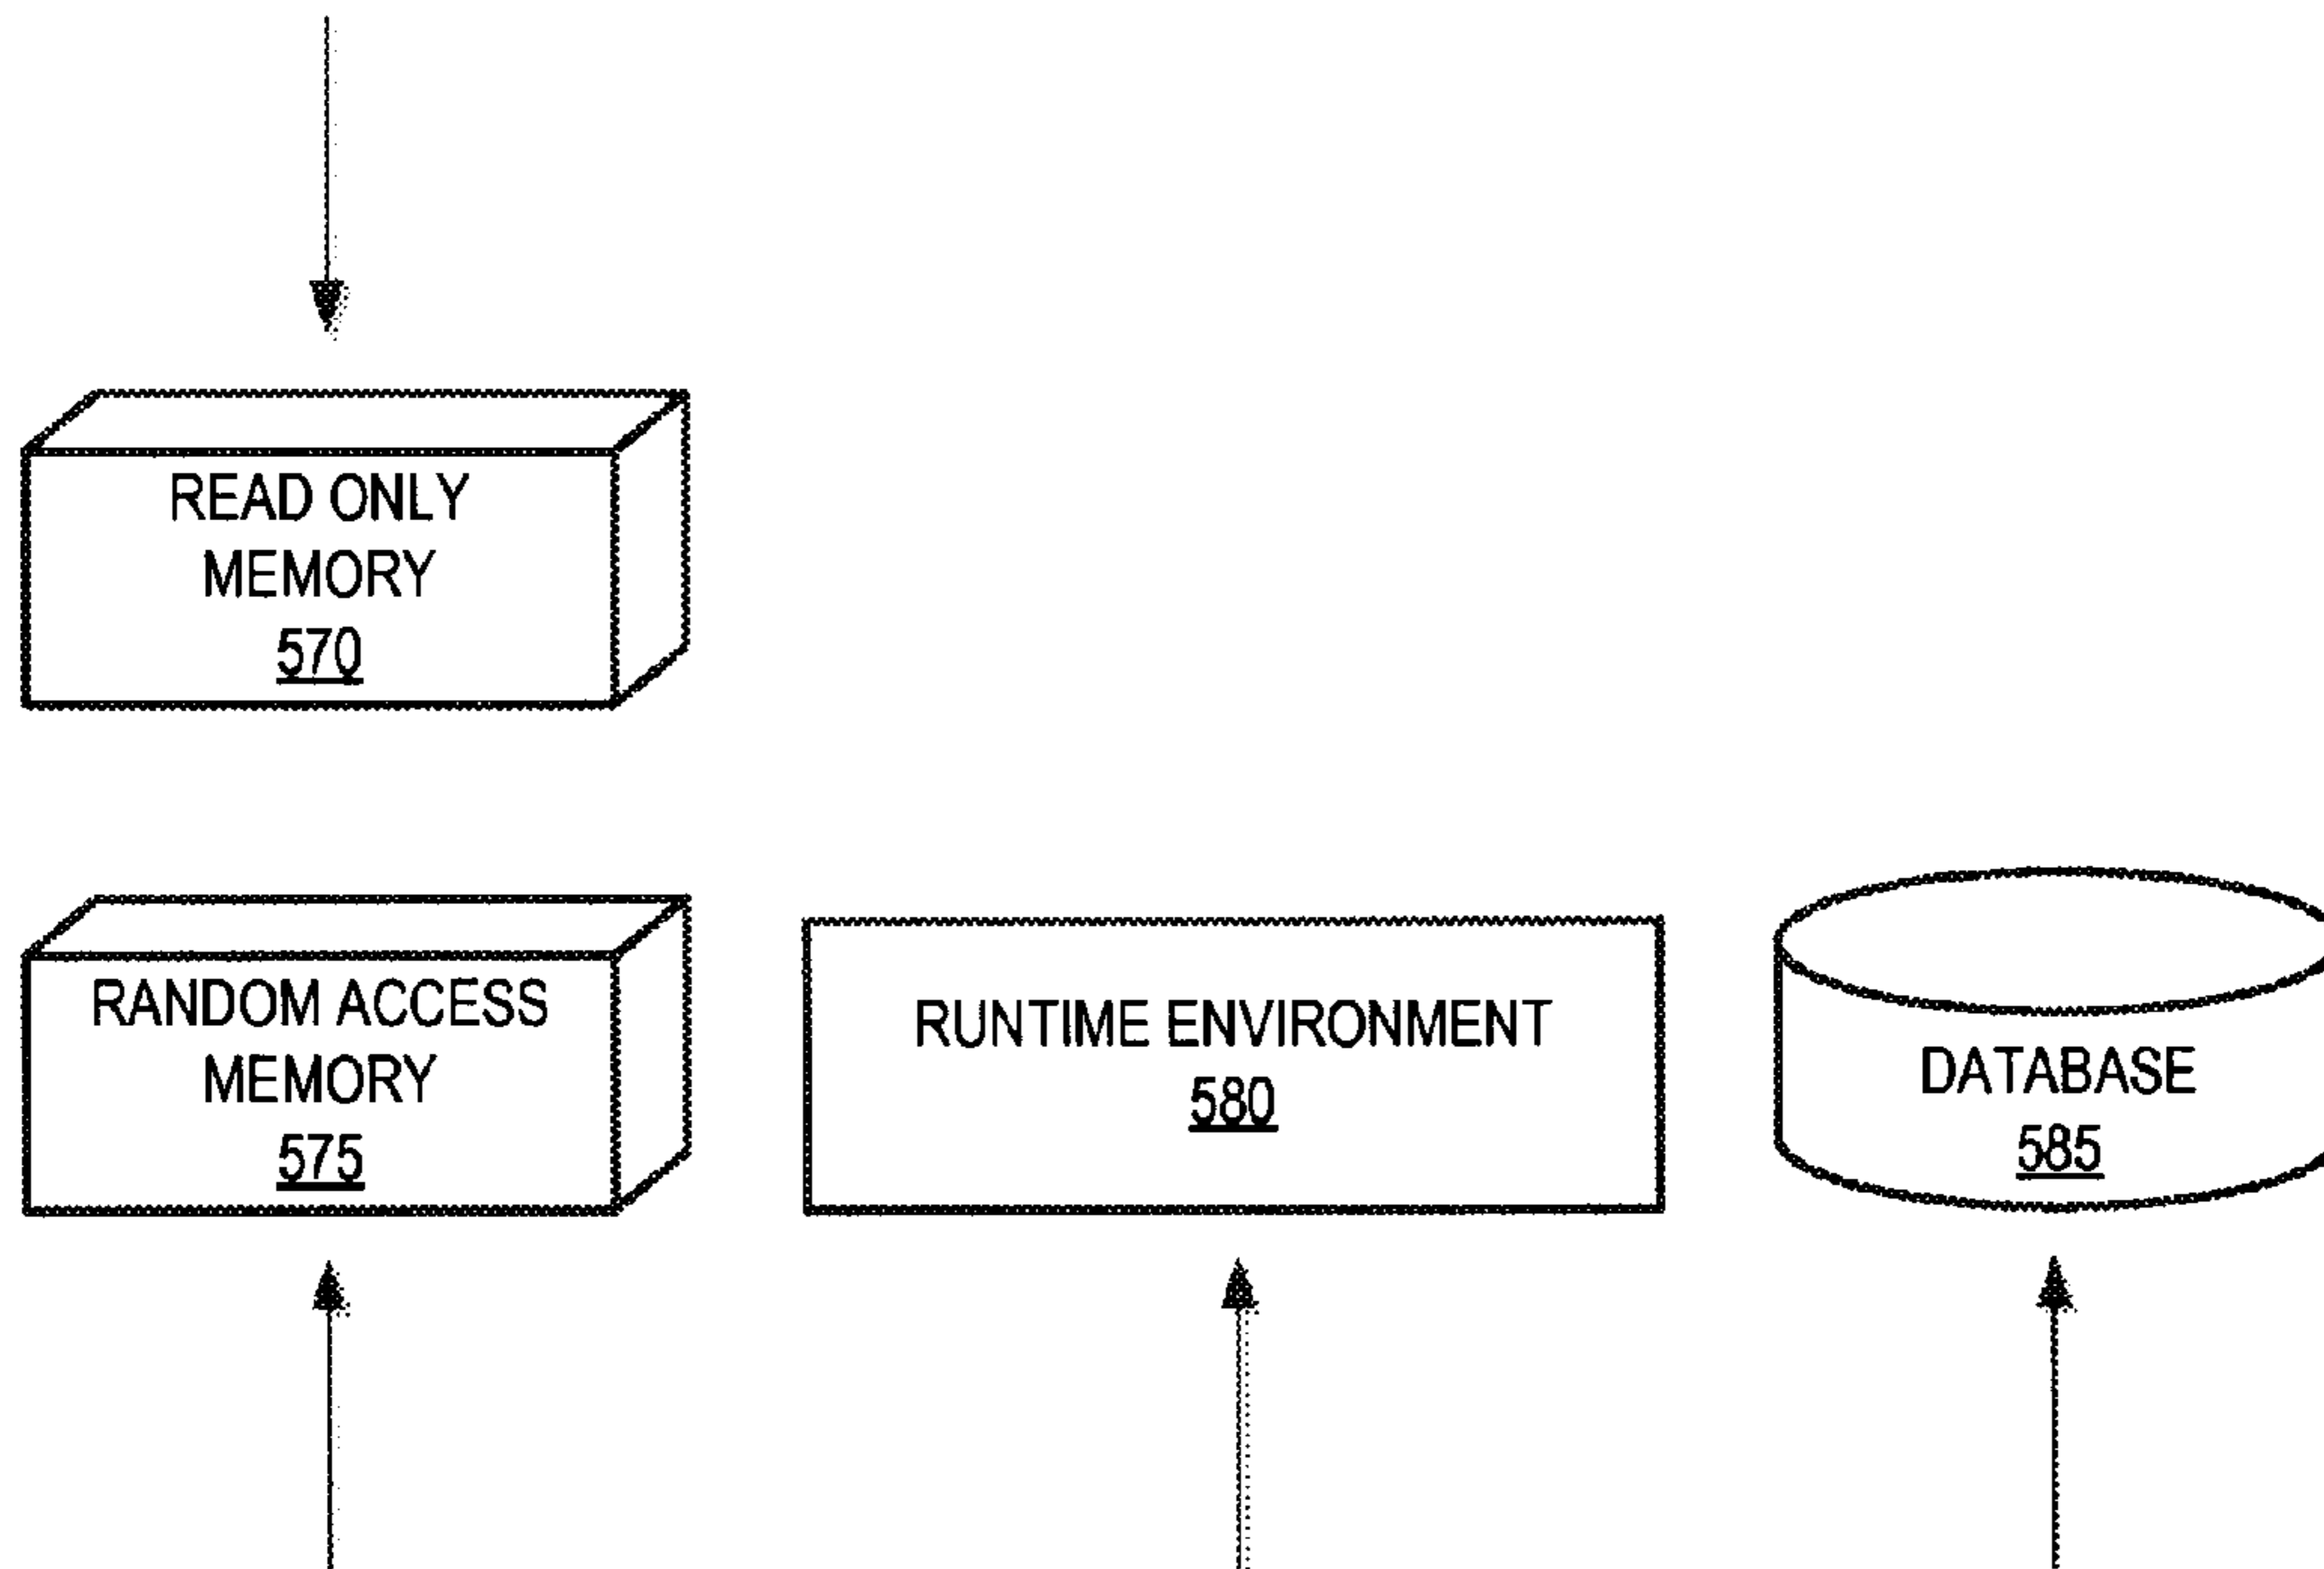 READ ONLY
MEMORY
570
RANDOM ACCESS
MEMORY
575
RUNTIME ENVIRONMENT
580
DATABASE
585